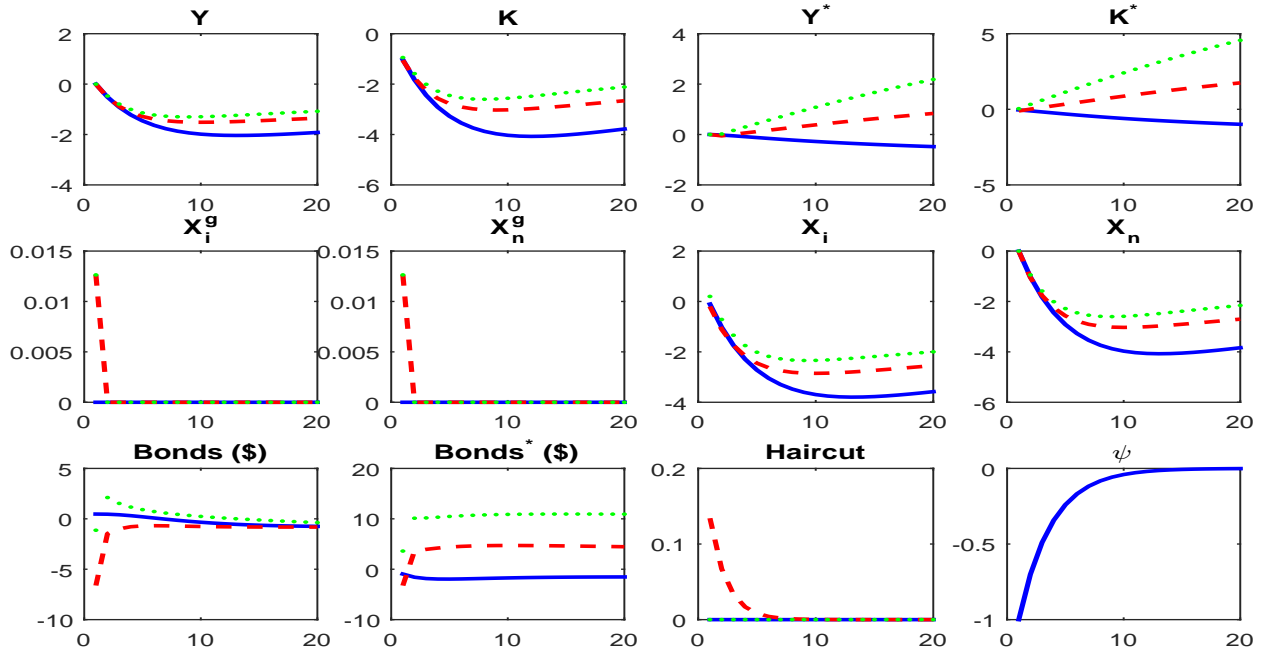 Y K Y* K*
2 0 4 5
0 -2 2 0
-2 -4 0
-4 -6 -2 -5
0 10 20 0 10 20 0 10 20 0 10 20
X_i^g X_n^g X_i X_n
0.015 0.015 2 0
0.01 0.01 0 -2
0.005 0.005 -2 -4
0 0 -4 -6
0 10 20 0 10 20 0 10 20 0 10 20
Bonds ($) Bonds* ($) Haircut ψ
5 20 0.2 0
0 10
-5 0 0.1 -0.5
-10 -10 0 -1
0 10 20 0 10 20 0 10 20 0 10 20